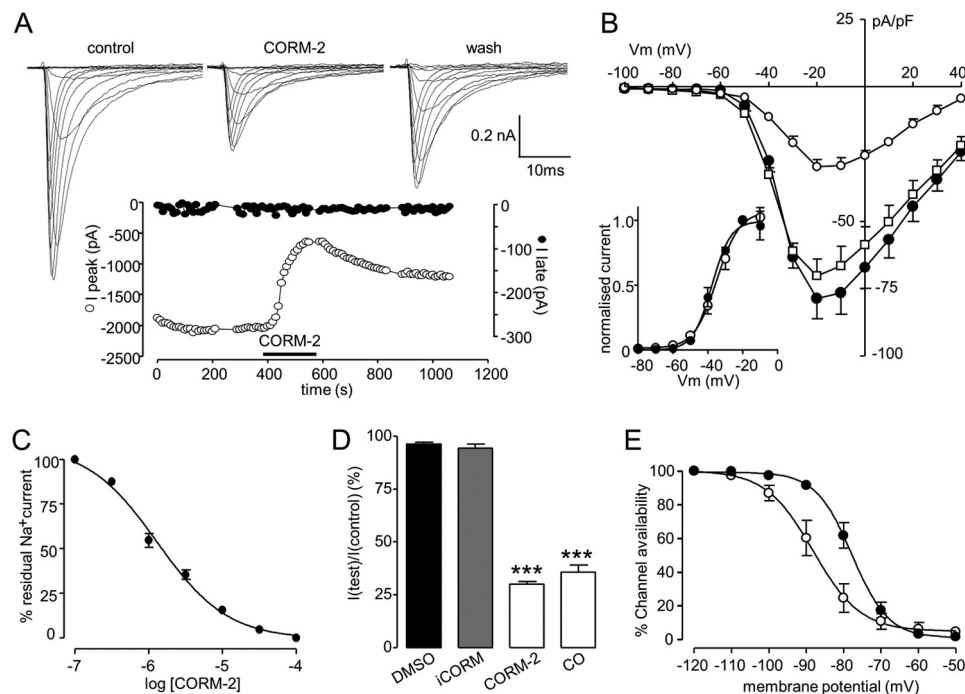 A
control
CORM-2
wash
0.2 nA
10ms
0
-500
-1000
-1500
-2000
-2500
I peak (pA)
0
-100
-200
-300
I late (pA)
CORM-2
0 200 400 600 800 1000 1200
time (s)
B
25
pA/pF
Vm (mV)
-100 -80 -60 -40 -20 20 40
-50
-75
-100
1.0
0.5
0
normalised current
-80 -60 -40 -20 0
Vm (mV)
C
100
75
50
25
0
% residual Na+current
-7 -6 -5 -4
log [CORM-2]
D
100
75
50
25
0
I(test)/I(control) (%)
*** ***
DMSO iCORM CORM-2 CO
E
100
80
60
40
20
0
% Channel availability
-120 -110 -100 -90 -80 -70 -60 -50
membrane potential (mV)